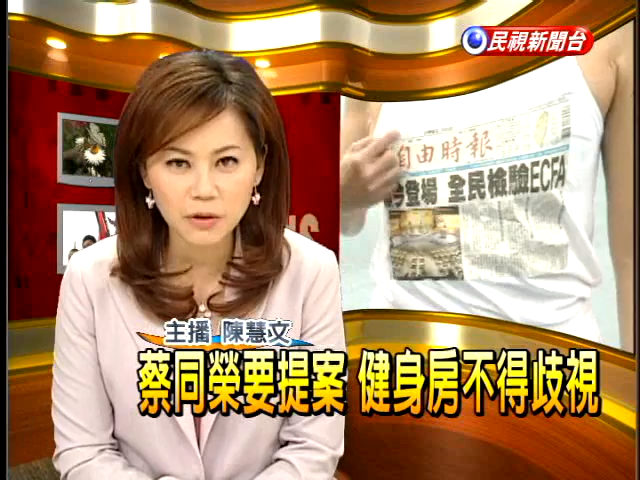 民視新聞台
自由時報
今登場 全民檢驗ECFA
主播 陳慧文
蔡同榮要提案 健身房不得歧視